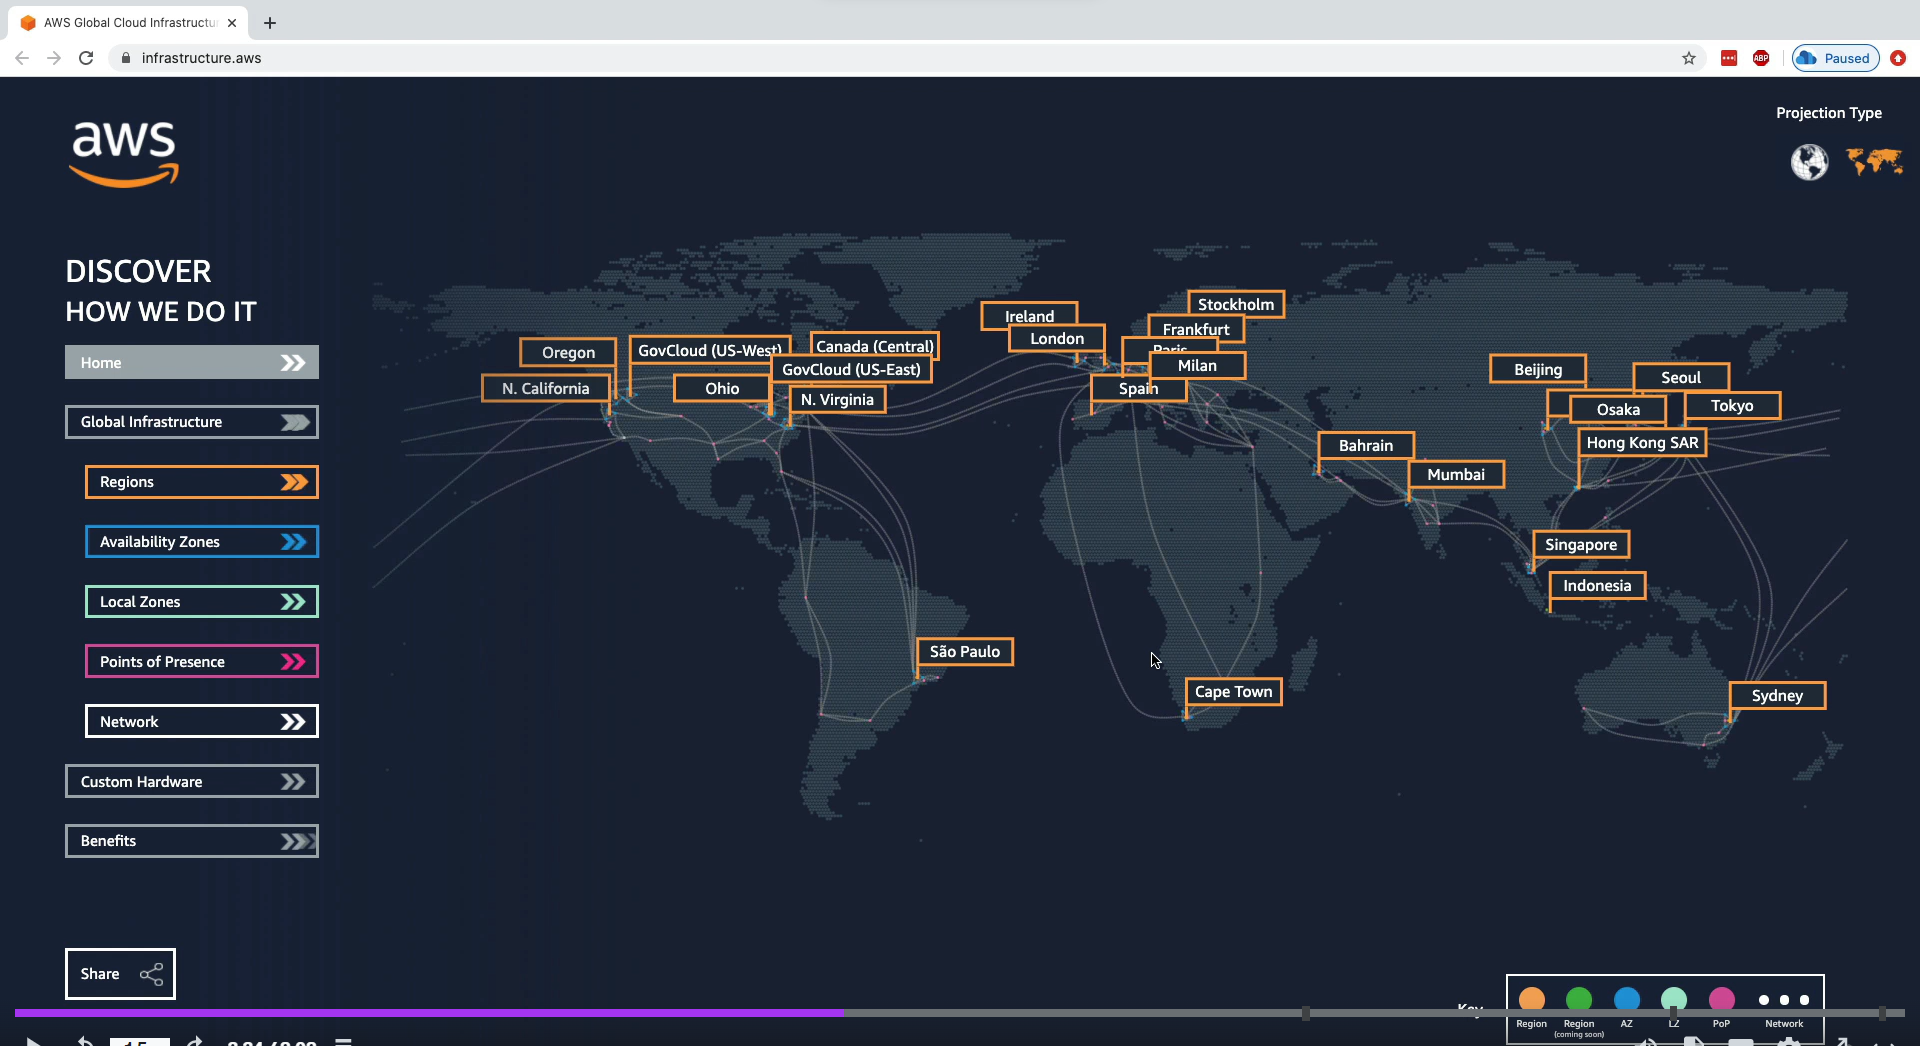 AWS Global Cloud Infrastructu
infrastructure.aws
ABP
Paused
aws
Projection Type
DISCOVER
HOW WE DO IT
Home
Global Infrastructure
Regions
Availability Zones
Local Zones
Points of Presence
Network
Custom Hardware
Benefits
Share
Stockholm
Ireland
Frankfurt
London
Oregon
GovCloud (US-West)
Canada (Central)
Paris
Milan
GovCloud (US-East)
Beijing
Seoul
N. California
Ohio
N. Virginia
Spain
Osaka
Tokyo
Hong Kong SAR
Bahrain
Mumbai
Singapore
Indonesia
São Paulo
Cape Town
Sydney
Key
Region
Region
(coming soon)
AZ
LZ
PoP
Network
15